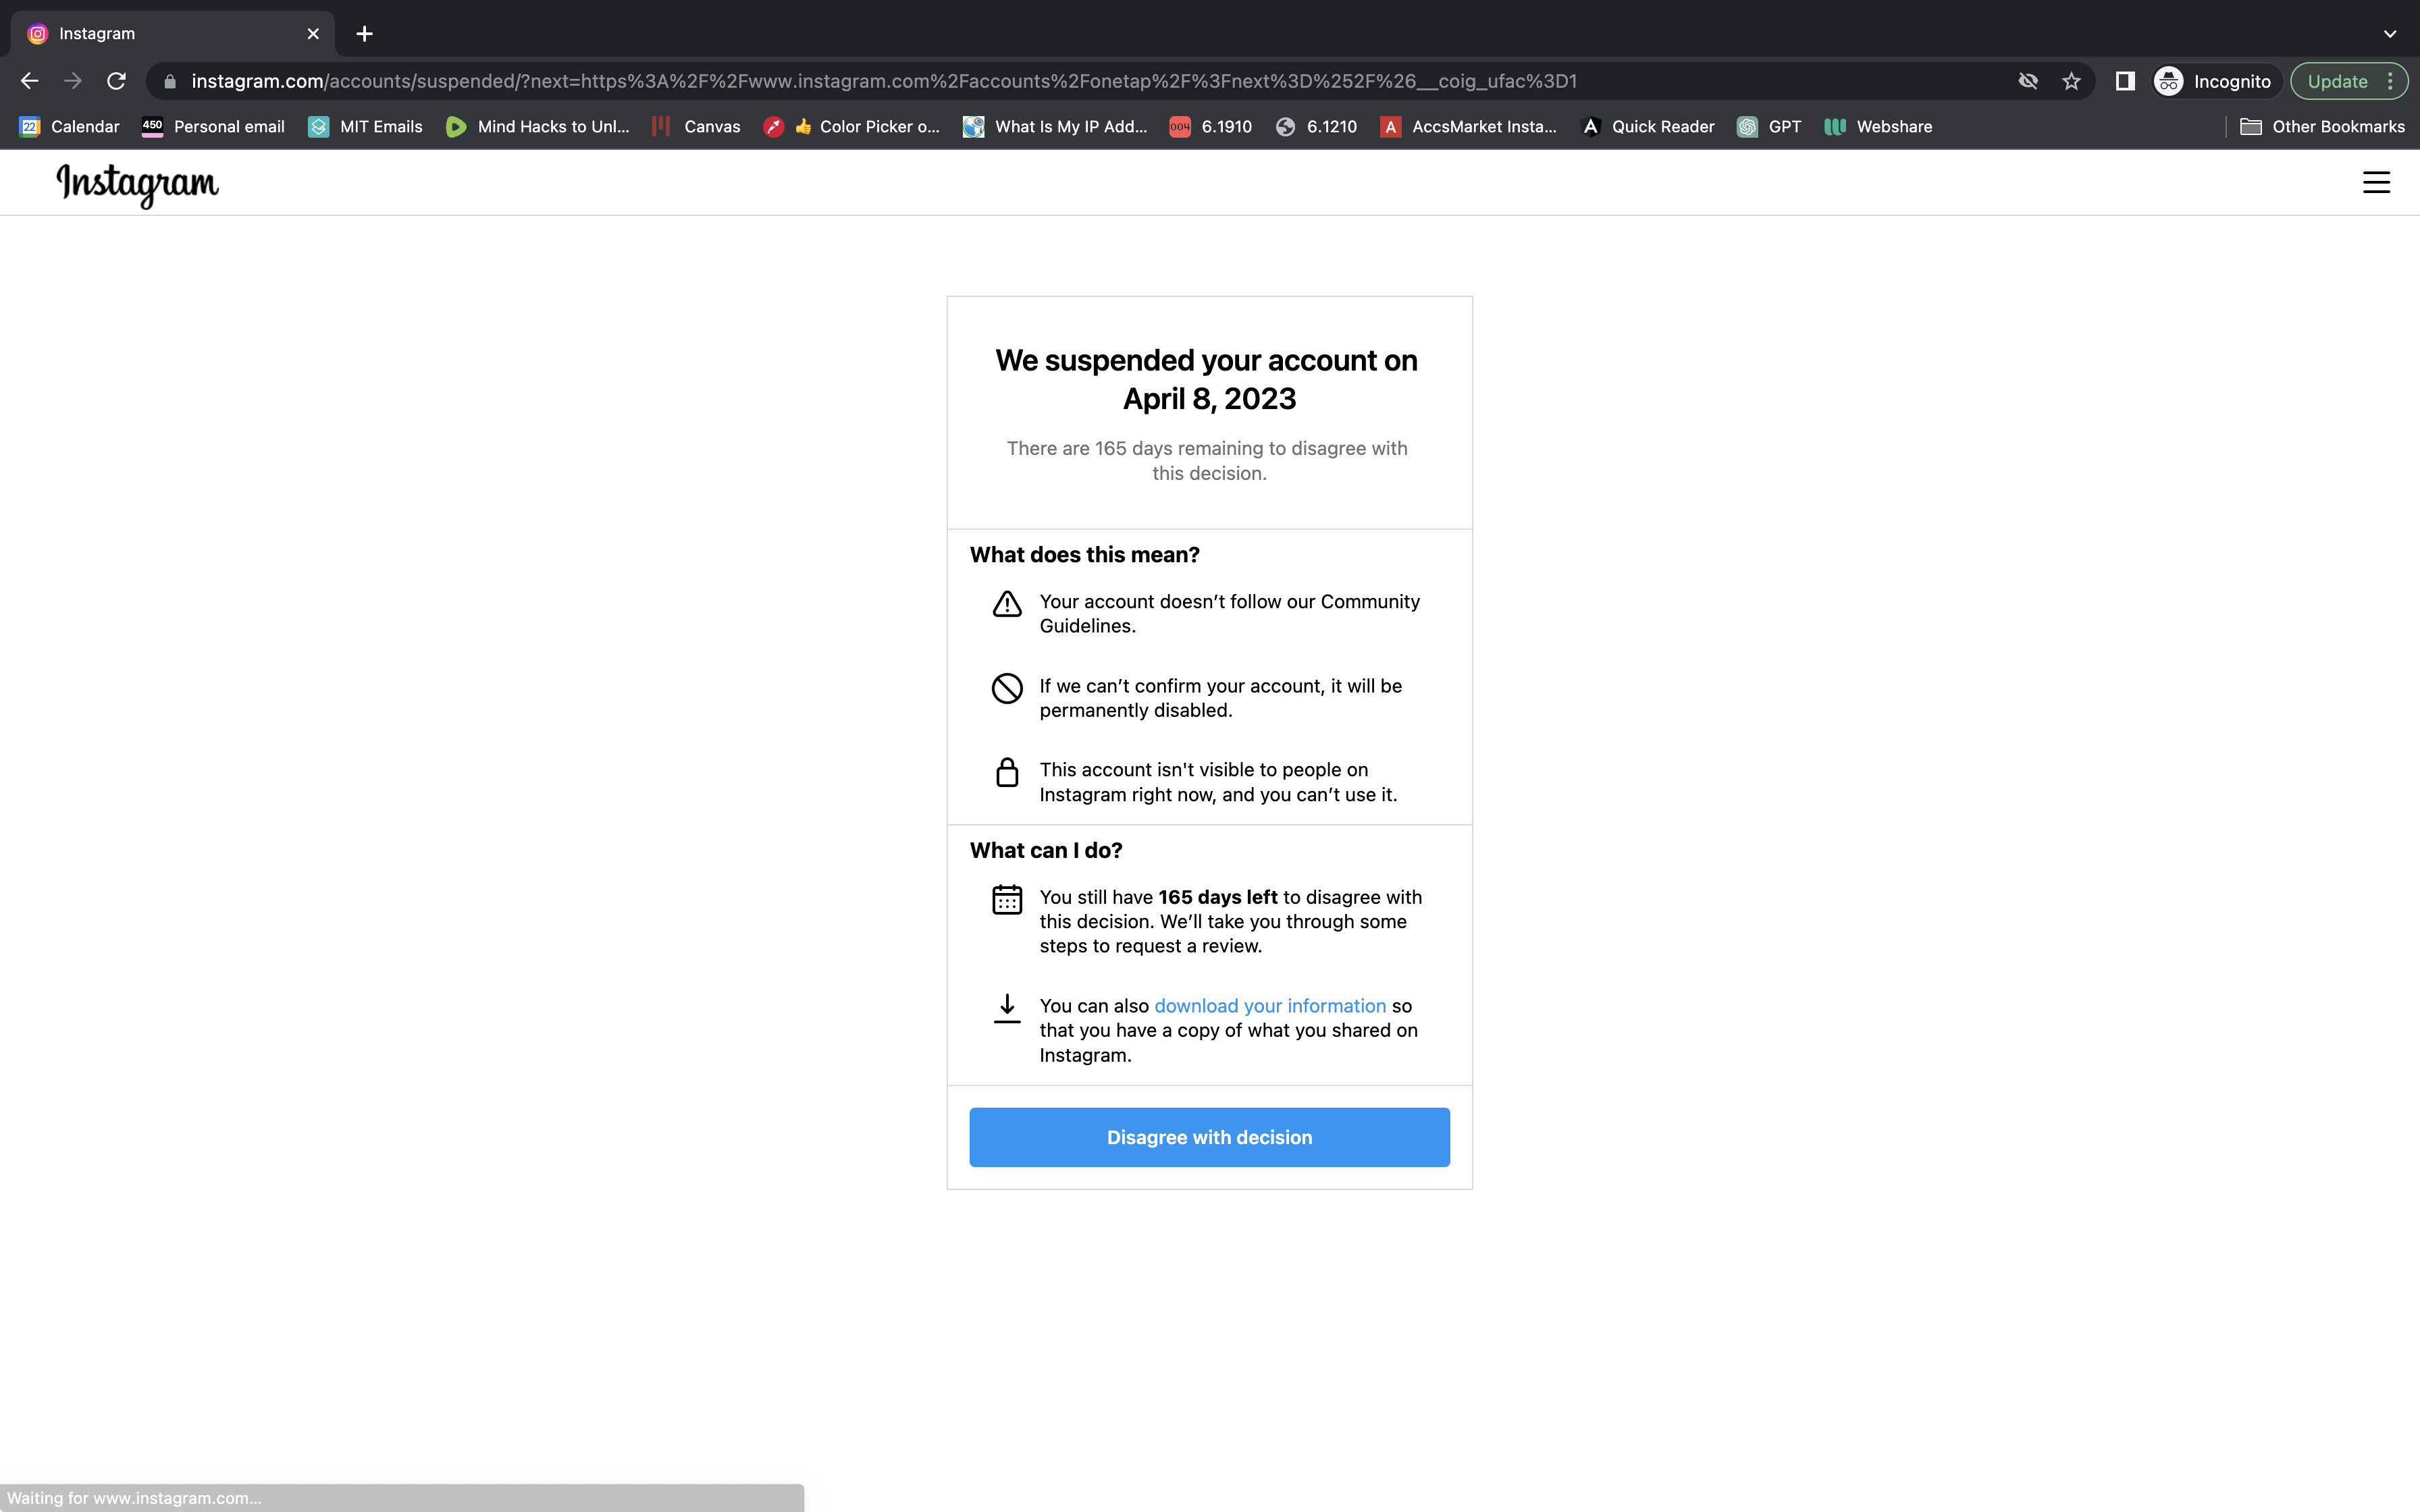 Instagram
instagram.com/accounts/suspended/?next=https%3A%2F%2Fwww.instagram.com%2Faccounts%2Fonetap%2F%3Fnext%3D%252F%26__coig_ufac%3D1
Incognito
Update
22 Calendar
450 Personal email
MIT Emails
Mind Hacks to Unl...
Canvas
👍 Color Picker o...
What Is My IP Add...
004 6.1910
6.1210
A AccsMarket Insta...
A Quick Reader
GPT
Webshare
Other Bookmarks
Instagram
We suspended your account on
April 8, 2023
There are 165 days remaining to disagree with
this decision.
What does this mean?
Your account doesn’t follow our Community
Guidelines.
If we can’t confirm your account, it will be
permanently disabled.
This account isn't visible to people on
Instagram right now, and you can’t use it.
What can I do?
You still have 165 days left to disagree with
this decision. We’ll take you through some
steps to request a review.
You can also download your information so
that you have a copy of what you shared on
Instagram.
Disagree with decision
Waiting for www.instagram.com...